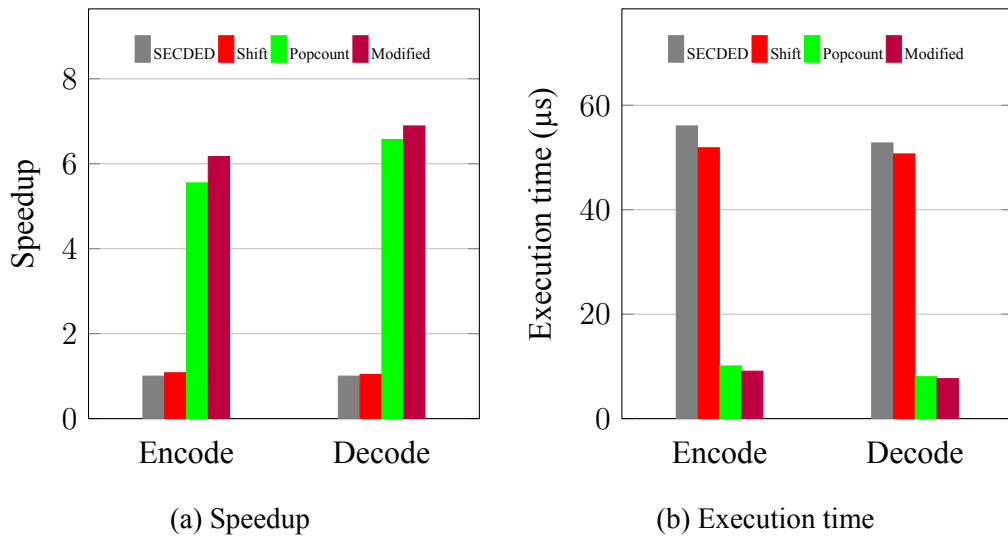 SECDED Shift Popcount Modified
8
6
4
2
0
Speedup
Encode Decode
(a) Speedup
SECDED Shift Popcount Modified
60
40
20
0
Execution time (μs)
Encode Decode
(b) Execution time